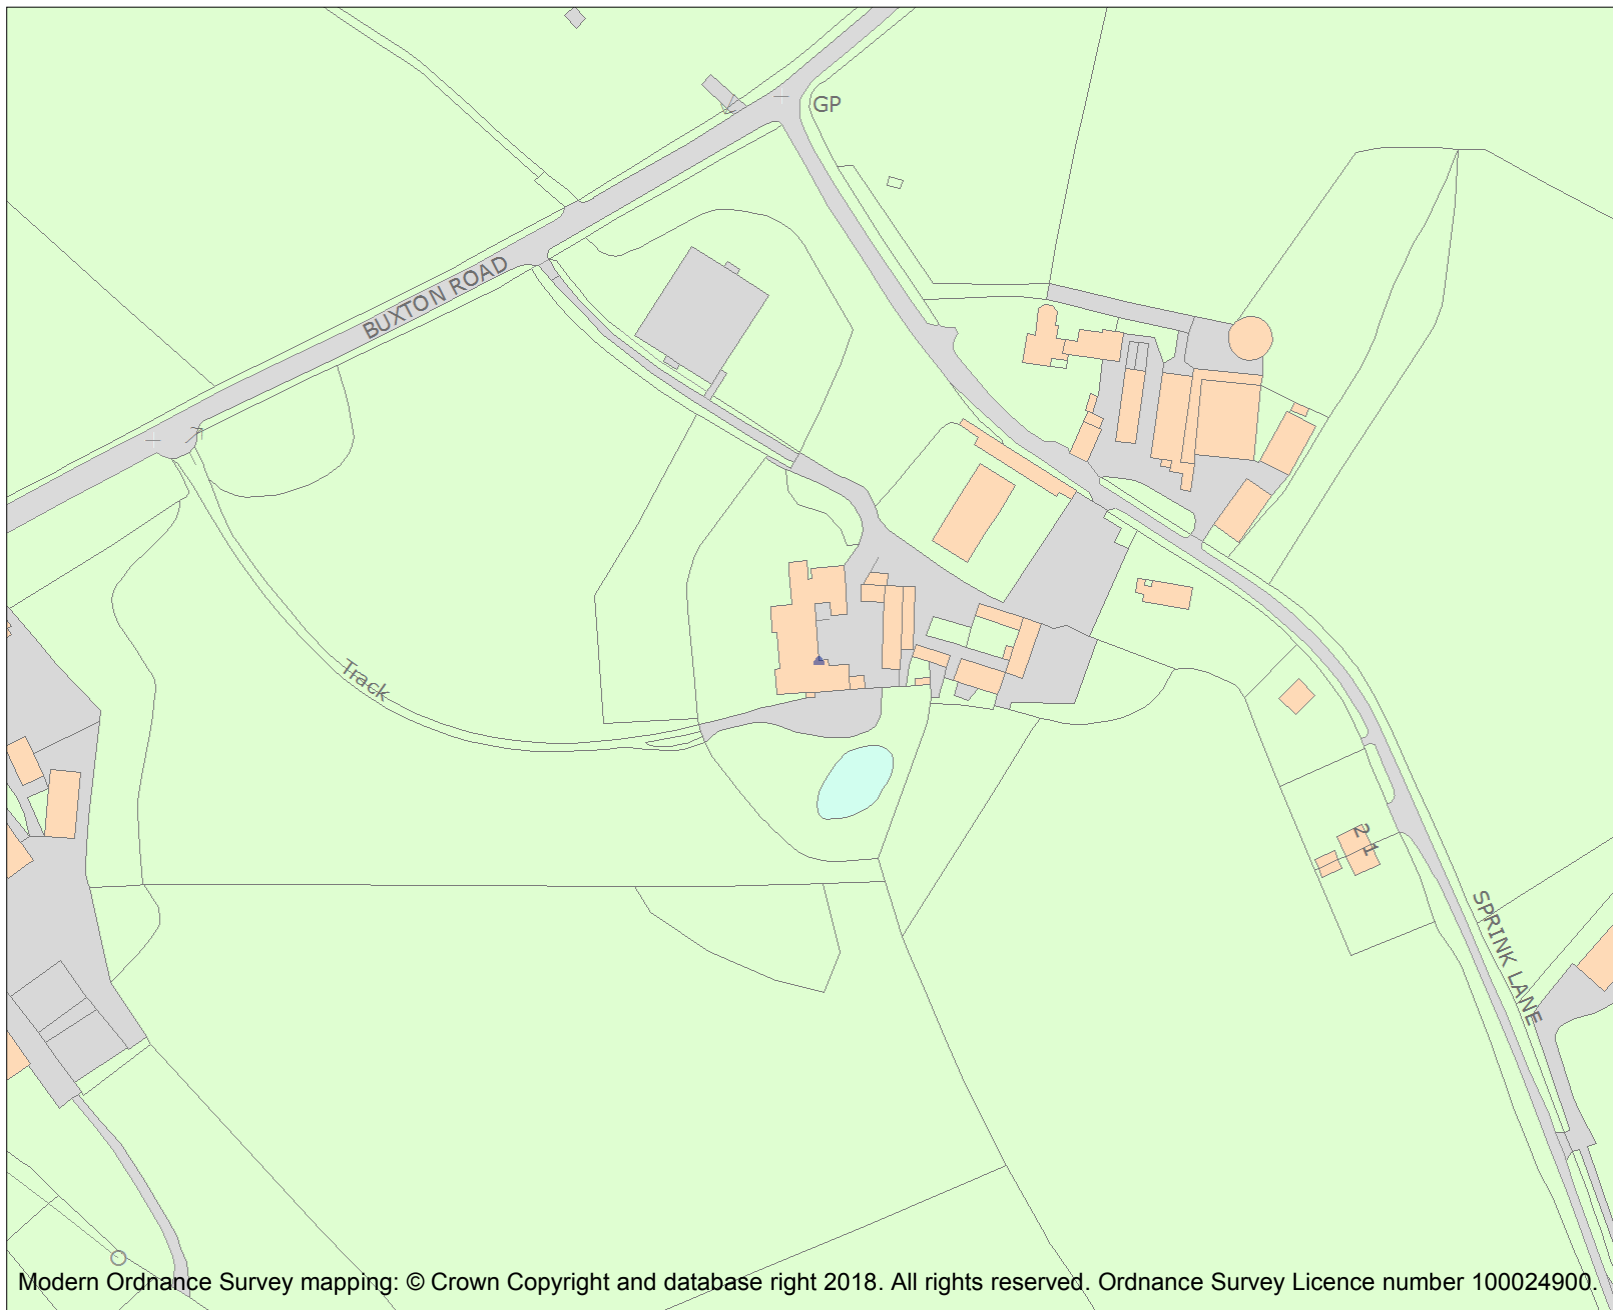 GP
BUXTON ROAD
Track
2
1
SPRINK LANE
Modern Ordnance Survey mapping: © Crown Copyright and database right 2018. All rights reserved. Ordnance Survey Licence number 100024900.